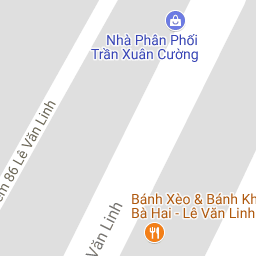 Nhà Phân Phối
Trần Xuân Cường
86 Lê Văn Linh
Bánh Xèo & Bánh
Bà Hai - Lê Văn Linh
Văn Linh